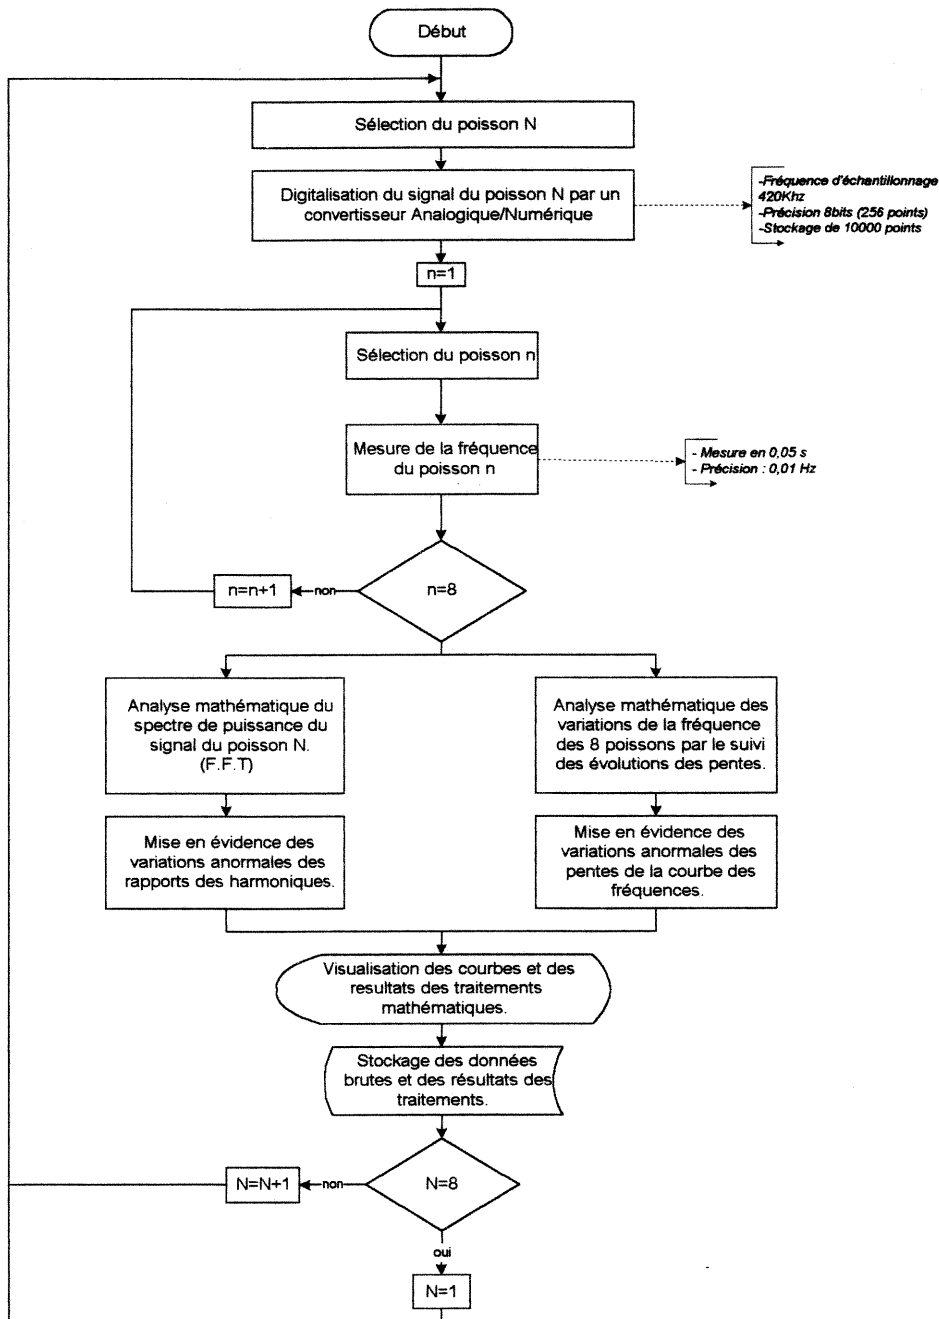 Début
Sélection du poisson N
Digitalisation du signal du poisson N par un
convertisseur Analogique/Numérique
-Fréquence d'échantillonnage
420Khz
-Précision 8bits (256 points)
-Stockage de 10000 points
n=1
Sélection du poisson n
Mesure de la fréquence
du poisson n
- Mesure en 0,05 s
- Précision : 0,01 Hz
n=8
non
n=n+1
Analyse mathématique du
spectre de puissance du
signal du poisson N.
(F.F.T)
Analyse mathématique des
variations de la fréquence
des 8 poissons par le suivi
des évolutions des pentes.
Mise en évidence des
variations anormales des
rapports des harmoniques.
Mise en évidence des
variations anormales des
pentes de la courbe des
fréquences.
Visualisation des courbes et des
resultats des traitements
mathématiques.
Stockage des données
brutes et des résultats des
traitements.
N=8
non
N=N+1
oui
N=1